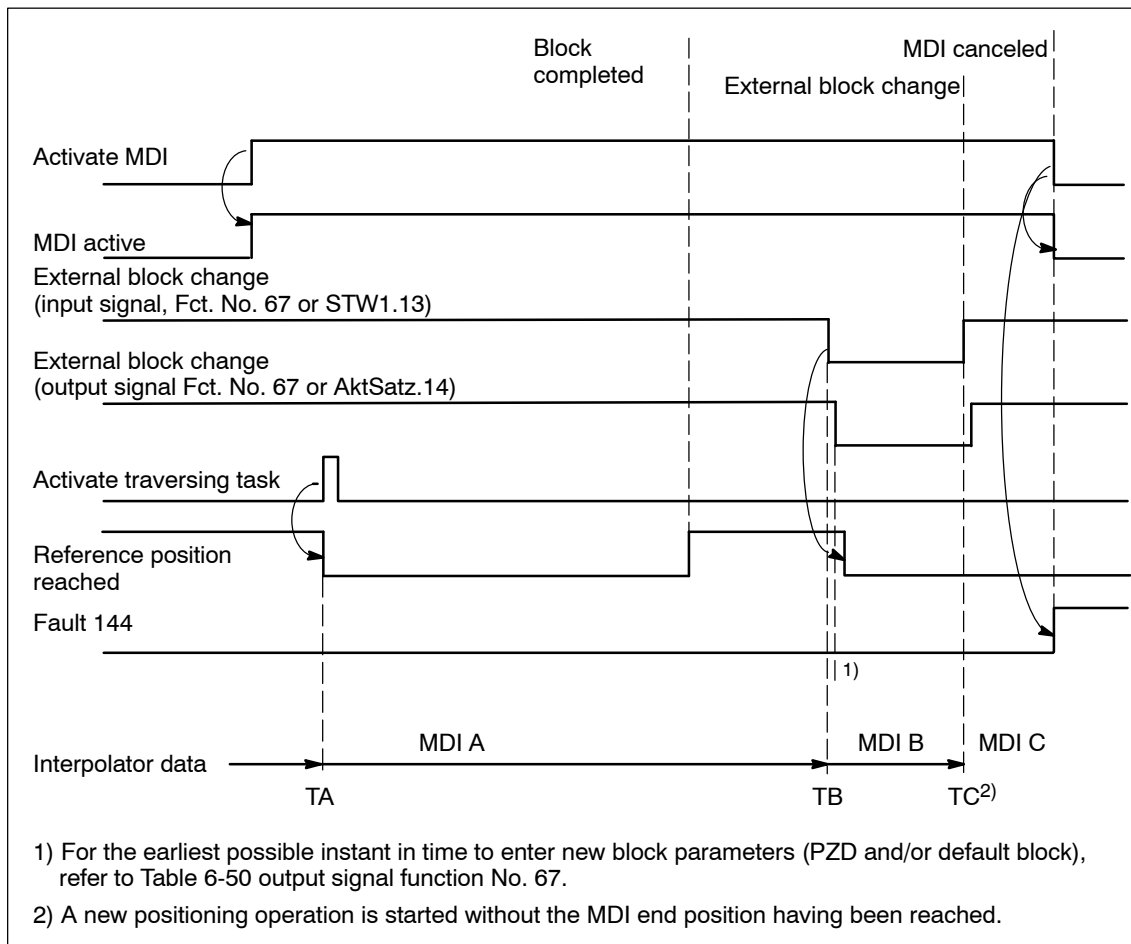 Block
completed
MDI canceled
External block change
Activate MDI
MDI active
External block change
(input signal, Fct. No. 67 or STW1.13)
External block change
(output signal Fct. No. 67 or AktSatz.14)
Activate traversing task
Reference position
reached
Fault 144
1)
MDI A
MDI B
MDI C
Interpolator data
TA
TB
TC2)
1) For the earliest possible instant in time to enter new block parameters (PZD and/or default block),
refer to Table 6-50 output signal function No. 67.
2) A new positioning operation is started without the MDI end position having been reached.